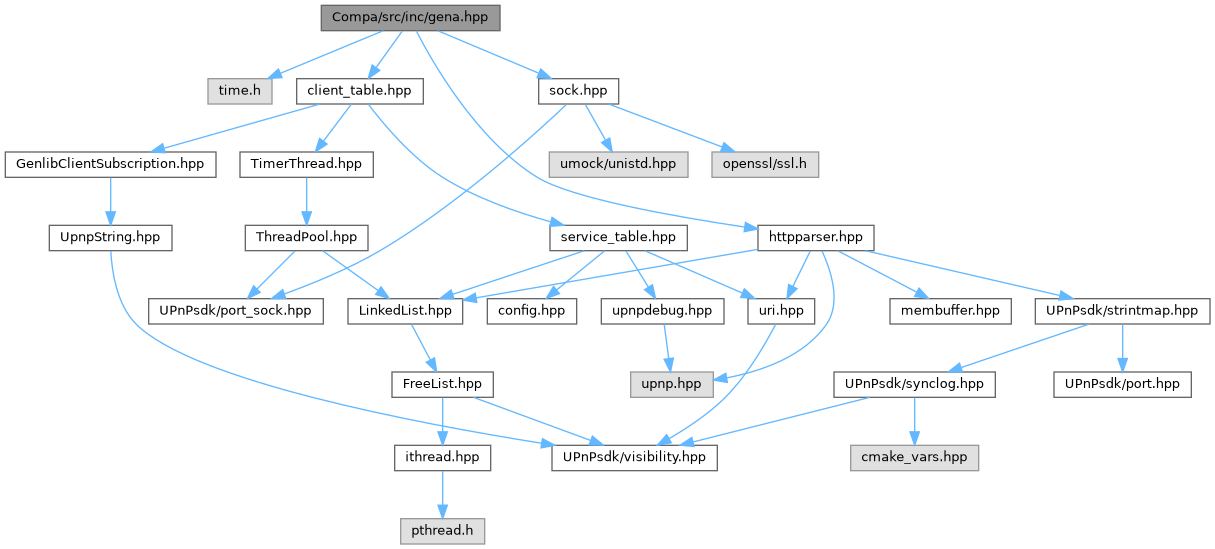 Compa/src/inc/gena.hpp
time.h
client_table.hpp
sock.hpp
GenlibClientSubscription.hpp
TimerThread.hpp
umock/unistd.hpp
openssl/ssl.h
UpnpString.hpp
ThreadPool.hpp
service_table.hpp
httpparser.hpp
UPnPsdk/port_sock.hpp
LinkedList.hpp
config.hpp
upnpdebug.hpp
uri.hpp
membuffer.hpp
UPnPsdk/strintmap.hpp
FreeList.hpp
upnp.hpp
UPnPsdk/synclog.hpp
UPnPsdk/port.hpp
ithread.hpp
UPnPsdk/visibility.hpp
cmake_vars.hpp
pthread.h